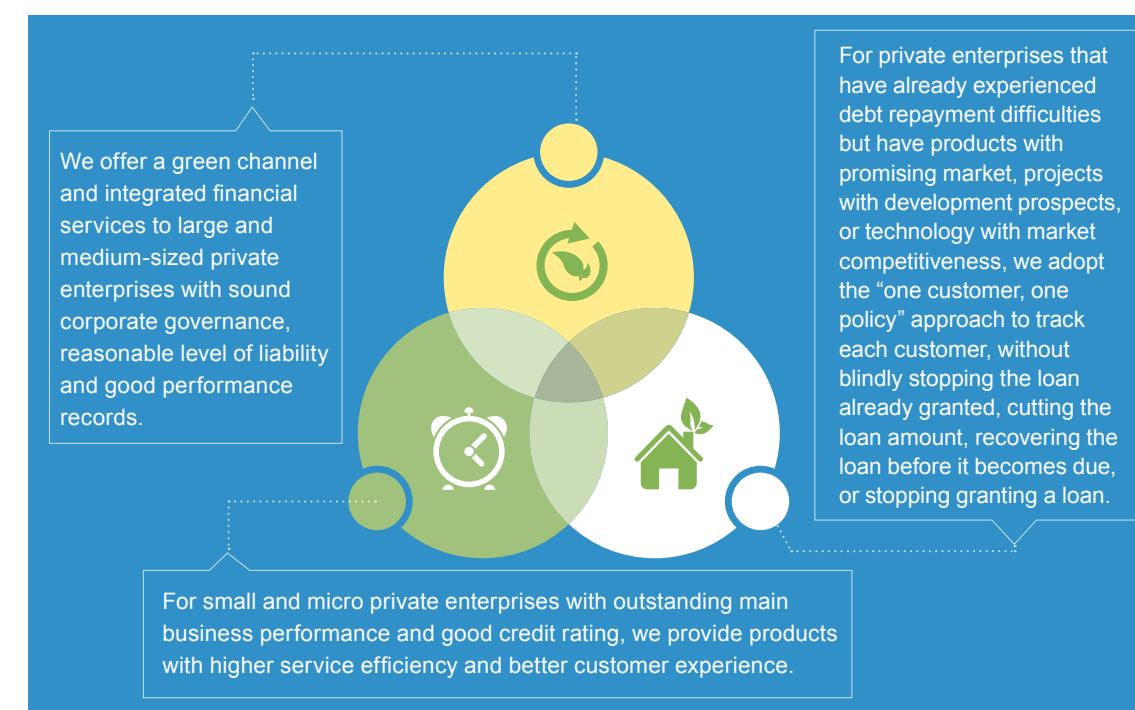 We offer a green channel
and integrated financial
services to large and
medium-sized private
enterprises with sound
corporate governance,
reasonable level of liability
and good performance
records.
For private enterprises that
have already experienced
debt repayment difficulties
but have products with
promising market, projects
with development prospects,
or technology with market
competitiveness, we adopt
the “one customer, one
policy” approach to track
each customer, without
blindly stopping the loan
already granted, cutting the
loan amount, recovering the
loan before it becomes due,
or stopping granting a loan.
For small and micro private enterprises with outstanding main
business performance and good credit rating, we provide products
with higher service efficiency and better customer experience.